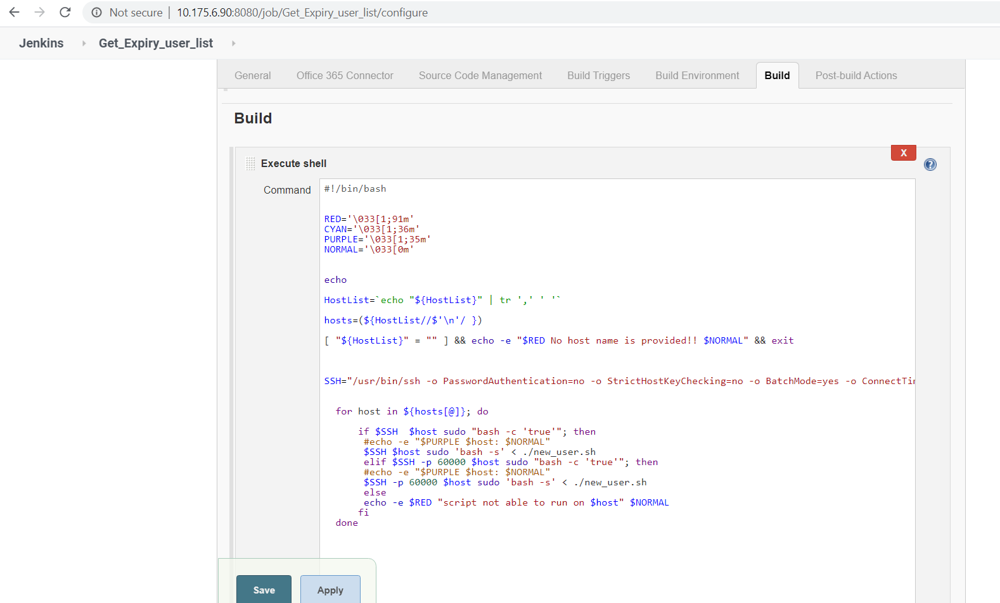 Not secure | 10.175.6.90:8080/job/Get_Expiry_user_list/configure
Jenkins Get_Expiry_user_list
General Office 365 Connector Source Code Management Build Triggers Build Environment Build Post-build Actions
Build
Execute shell
X
?
Command
#!/bin/bash
RED='\033[1;91m'
CYAN='\033[1;36m'
PURPLE='\033[1;35m'
NORMAL='\033[0m'
echo
HostList=`echo "${HostList}" | tr ',' ' '`
hosts=(${HostList//$'\n'/ })
[ "${HostList}" = "" ] && echo -e "$RED No host name is provided!! $NORMAL" && exit
SSH="/usr/bin/ssh -o PasswordAuthentication=no -o StrictHostKeyChecking=no -o BatchMode=yes -o
for host in ${hosts[@]}; do
if $SSH  $host sudo "bash -c 'true'"; then
#echo -e "$PURPLE $host: $NORMAL"
$SSH $host sudo 'bash -s' < ./new_user.sh
elif $SSH -p 60000 $host sudo "bash -c 'true'"; then
#echo -e "$PURPLE $host: $NORMAL"
$SSH -p 60000 $host sudo 'bash -s' < ./new_user.sh
else
echo -e $RED "script not able to run on $host" $NORMAL
fi
done
Save Apply